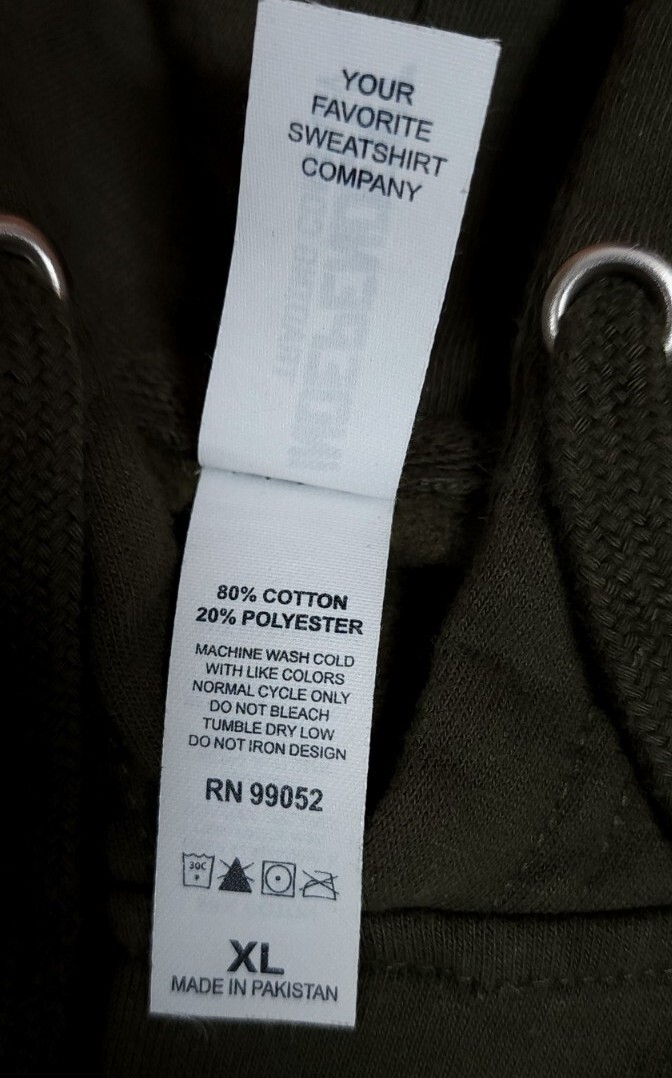 YOUR
FAVORITE
SWEATSHIRT
COMPANY
80% COTTON
20% POLYESTER
MACHINE WASH COLD
WITH LIKE COLORS
NORMAL CYCLE ONLY
DO NOT BLEACH
TUMBLE DRY LOW
DO NOT IRON DESIGN
RN 99052
30C
XL
MADE IN PAKISTAN